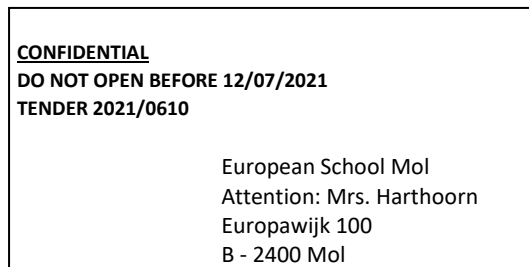 CONFIDENTIAL
DO NOT OPEN BEFORE 12/07/2021
TENDER 2021/0610
European School Mol
Attention: Mrs. Harthoorn
Europawijk 100
B - 2400 Mol